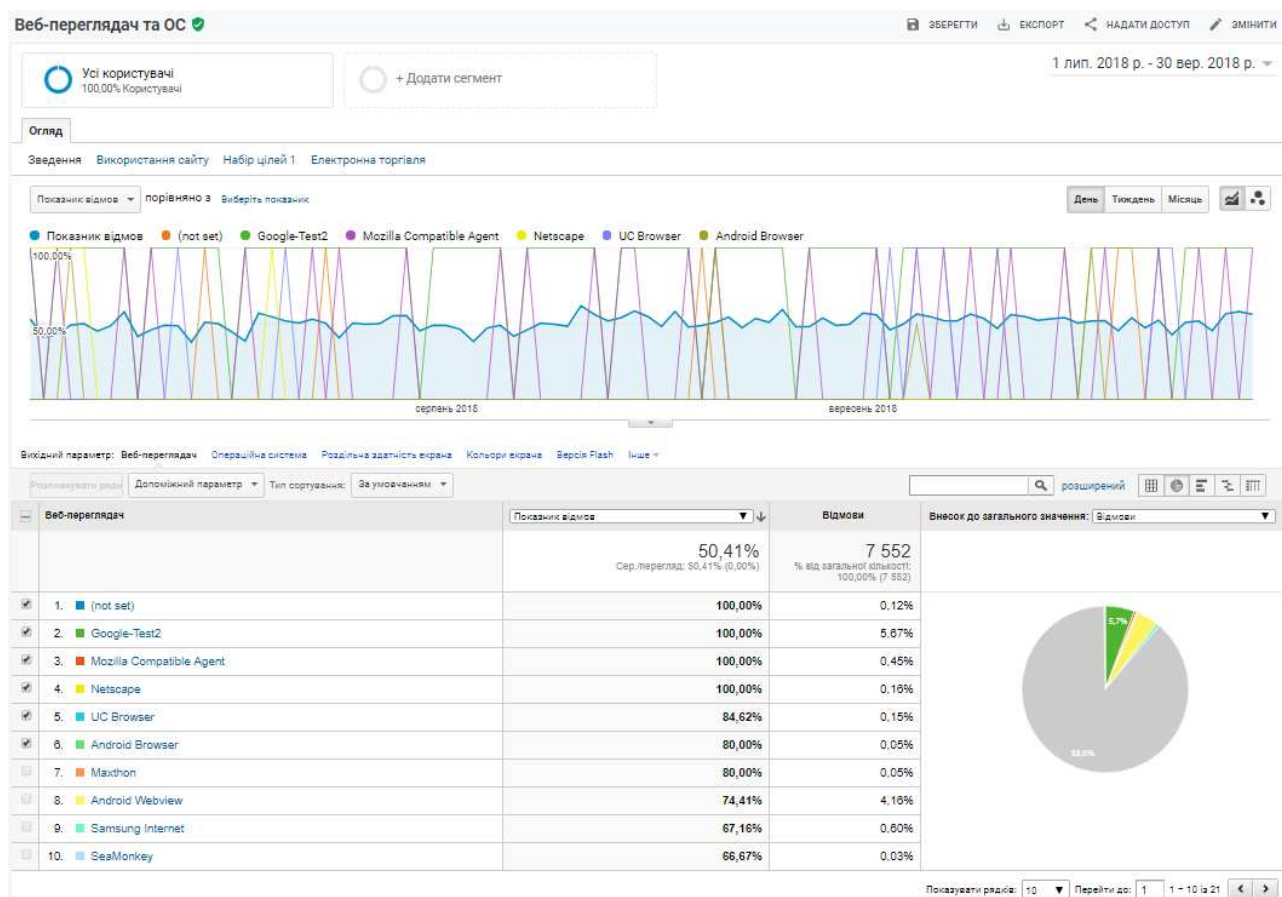 Веб-переглядач та ОС
ЗБЕРЕГТИ ЕКСПОРТ НАДАТИ ДОСТУП ЗМІНИТИ
Усі користувачі
100,00% Користувачі
+ Додати сегмент
1 лип. 2018 р. - 30 вер. 2018 р.
Огляд
Зведення Використання сайту Набір цілей 1 Електронна торгівля
Показник відмов порівняно з Виберіть показник
День Тиждень Місяць
Показник відмов (not set) Google-Test2 Mozilla Compatible Agent Netscape UC Browser Android Browser
100,00%
50,00%
серпень 2018 вересень 2018
Вихідний параметр: Веб-переглядач Операційна система Роздільна здатність екрана Кольори екрана Версія Flash Інше
Допоміжний параметр Тип сортування: За умовчанням
розширений
Веб-переглядач Показник відмов Відмови Внесок до загального значення: Відмови
50,41%
Сер./перегляд: 50,41% (0,00%)
7 552
% від загальної кількості:
100,00% (7 552)
1. (not set) 100,00% 0,12%
2. Google-Test2 100,00% 5,67%
3. Mozilla Compatible Agent 100,00% 0,45%
4. Netscape 100,00% 0,16%
5. UC Browser 84,62% 0,15%
6. Android Browser 80,00% 0,05%
7. Maxthon 80,00% 0,05%
8. Android Webview 74,41% 4,16%
9. Samsung Internet 67,16% 0,60%
10. SeaMonkey 66,67% 0,03%
5,7%
Показувати рядків: 10 Перейти до: 1 1 – 10 із 21